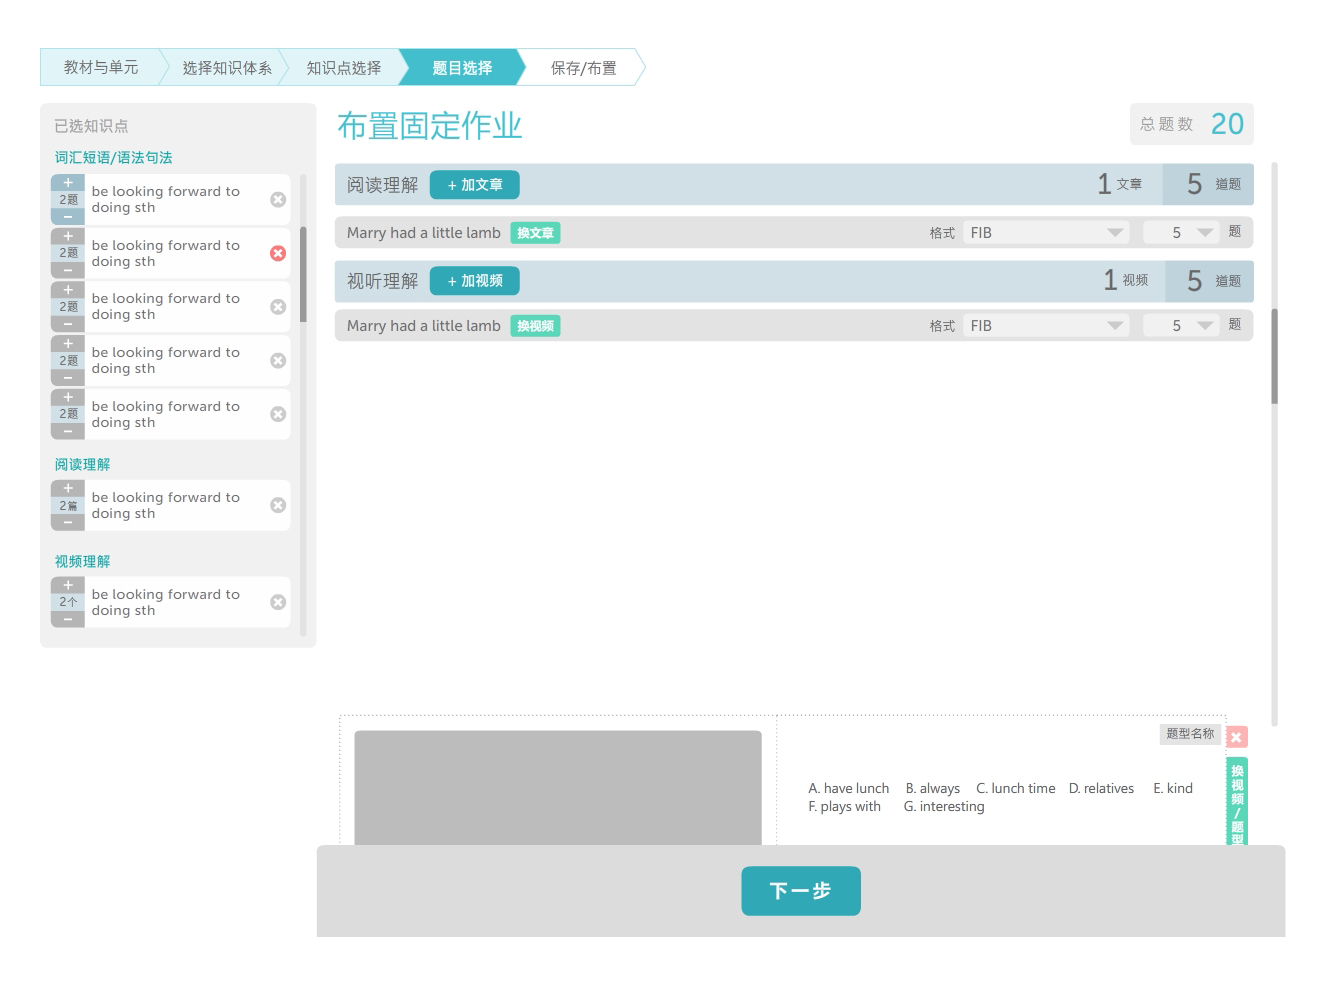 教材与单元
选择知识体系
知识点选择
题目选择
保存/布置
已选知识点
词汇短语/语法句法
+
2题
−
be looking forward to
doing sth
+
2题
−
be looking forward to
doing sth
+
2题
−
be looking forward to
doing sth
+
2题
−
be looking forward to
doing sth
+
2题
−
be looking forward to
doing sth
阅读理解
+
2篇
−
be looking forward to
doing sth
视频理解
+
2个
−
be looking forward to
doing sth
布置固定作业
总题数 20
阅读理解 + 加文章 1 文章 5 道题
Marry had a little lamb 换文章 格式 FIB 5 题
视听理解 + 加视频 1 视频 5 道题
Marry had a little lamb 换视频 格式 FIB 5 题
题型名称
A. have lunch B. always C. lunch time D. relatives E. kind
F. plays with G. interesting
换视频/题型
下一步